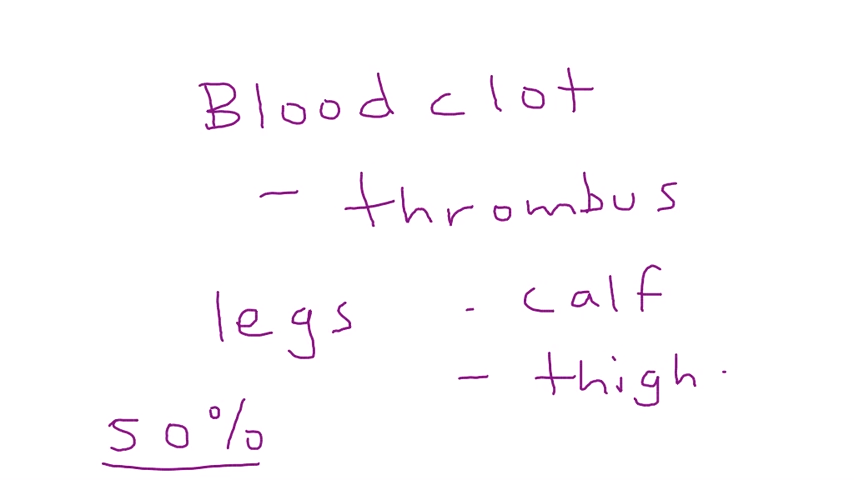 Blood clot
- thrombus
legs - calf
- thigh.
50%